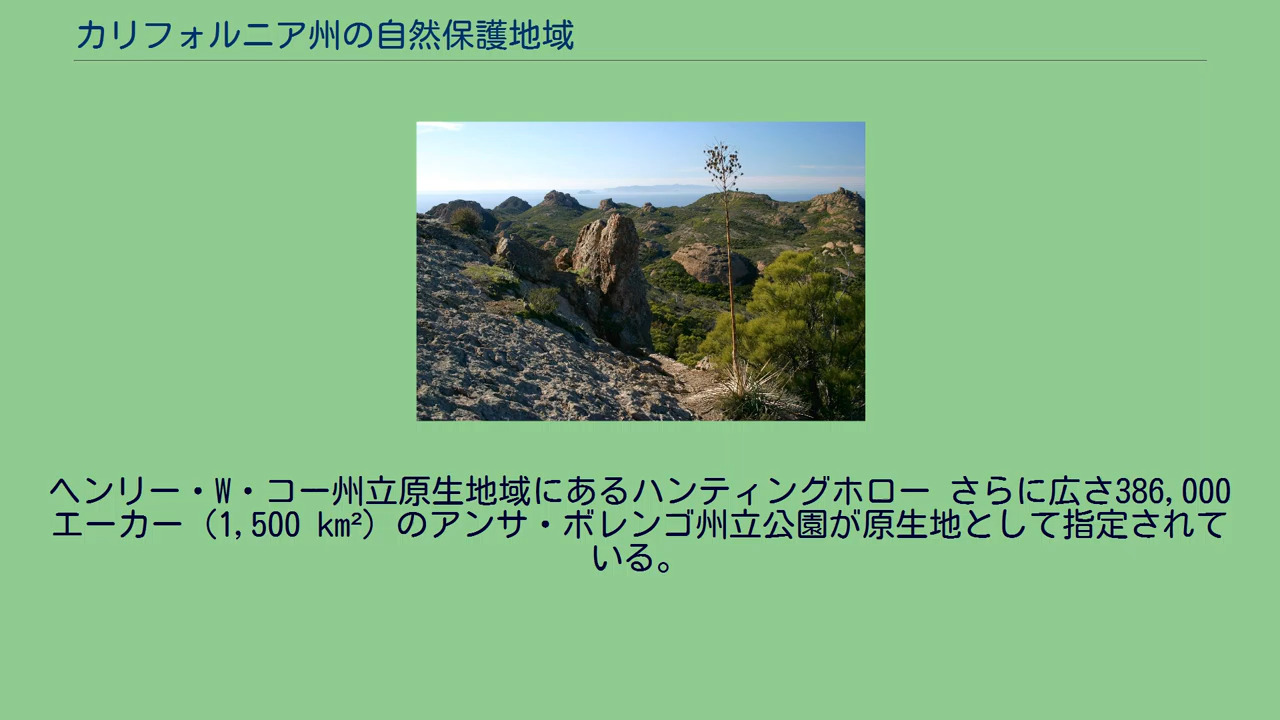 カリフォルニア州の自然保護地域
ヘンリー・W・コー州立原生地域にあるハンティングホロー さらに広さ386,000
エーカー（1,500 km²）のアンサ・ボレンゴ州立公園が原生地として指定されて
いる。